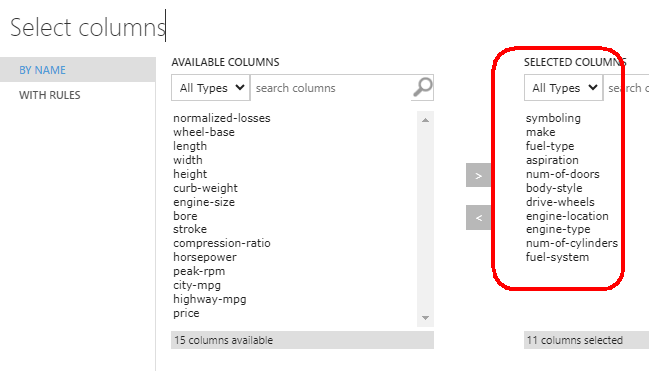 Select columns
BY NAME
WITH RULES
AVAILABLE COLUMNS
All Types
search columns
normalized-losses
wheel-base
length
width
height
curb-weight
engine-size
bore
stroke
compression-ratio
horsepower
peak-rpm
city-mpg
highway-mpg
price
15 columns available
>
<
SELECTED COLUMNS
All Types
search c
symboling
make
fuel-type
aspiration
num-of-doors
body-style
drive-wheels
engine-location
engine-type
num-of-cylinders
fuel-system
11 columns selected